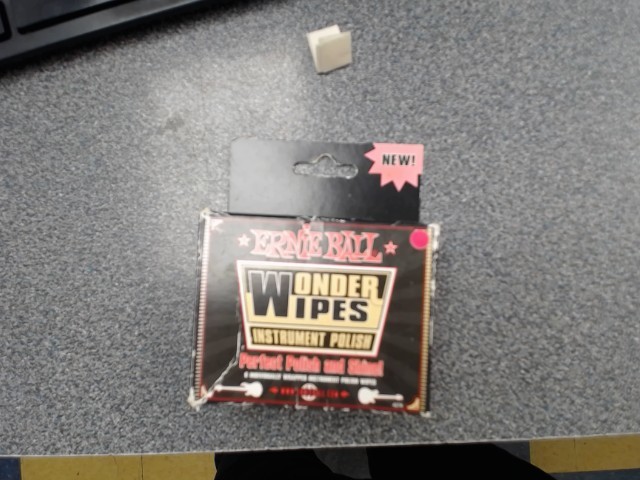 NEW!
ERNIE BALL
WONDER
WIPES
INSTRUMENT POLISH
Perfect Polish and Shine!